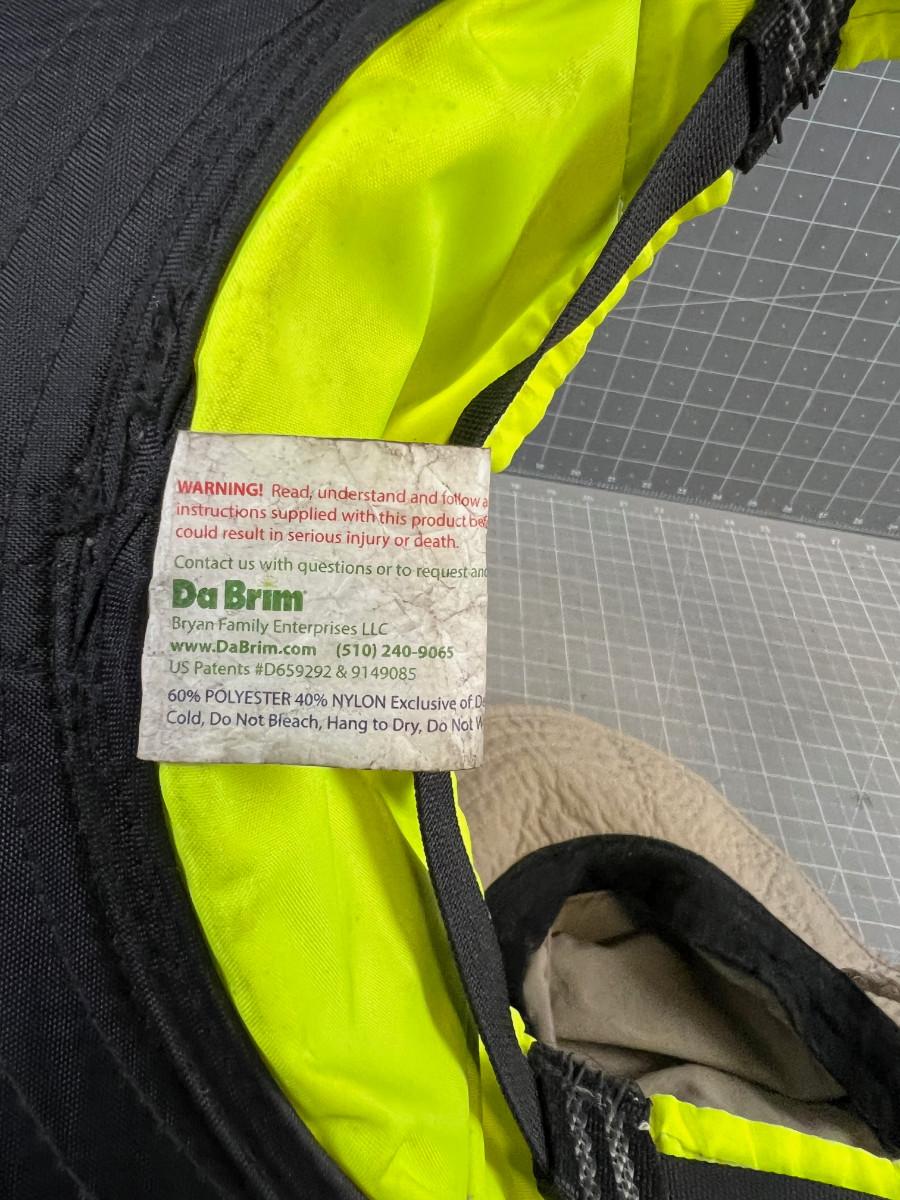 WARNING! Read, understand and follow a
instructions supplied with this product bef
could result in serious injury or death.
Contact us with questions or to request and
Da Brim
Bryan Family Enterprises LLC
www.DaBrim.com (510) 240-9065
US Patents #D659292 & 9149085
60% POLYESTER 40% NYLON Exclusive of De
Cold, Do Not Bleach, Hang to Dry, Do Not W